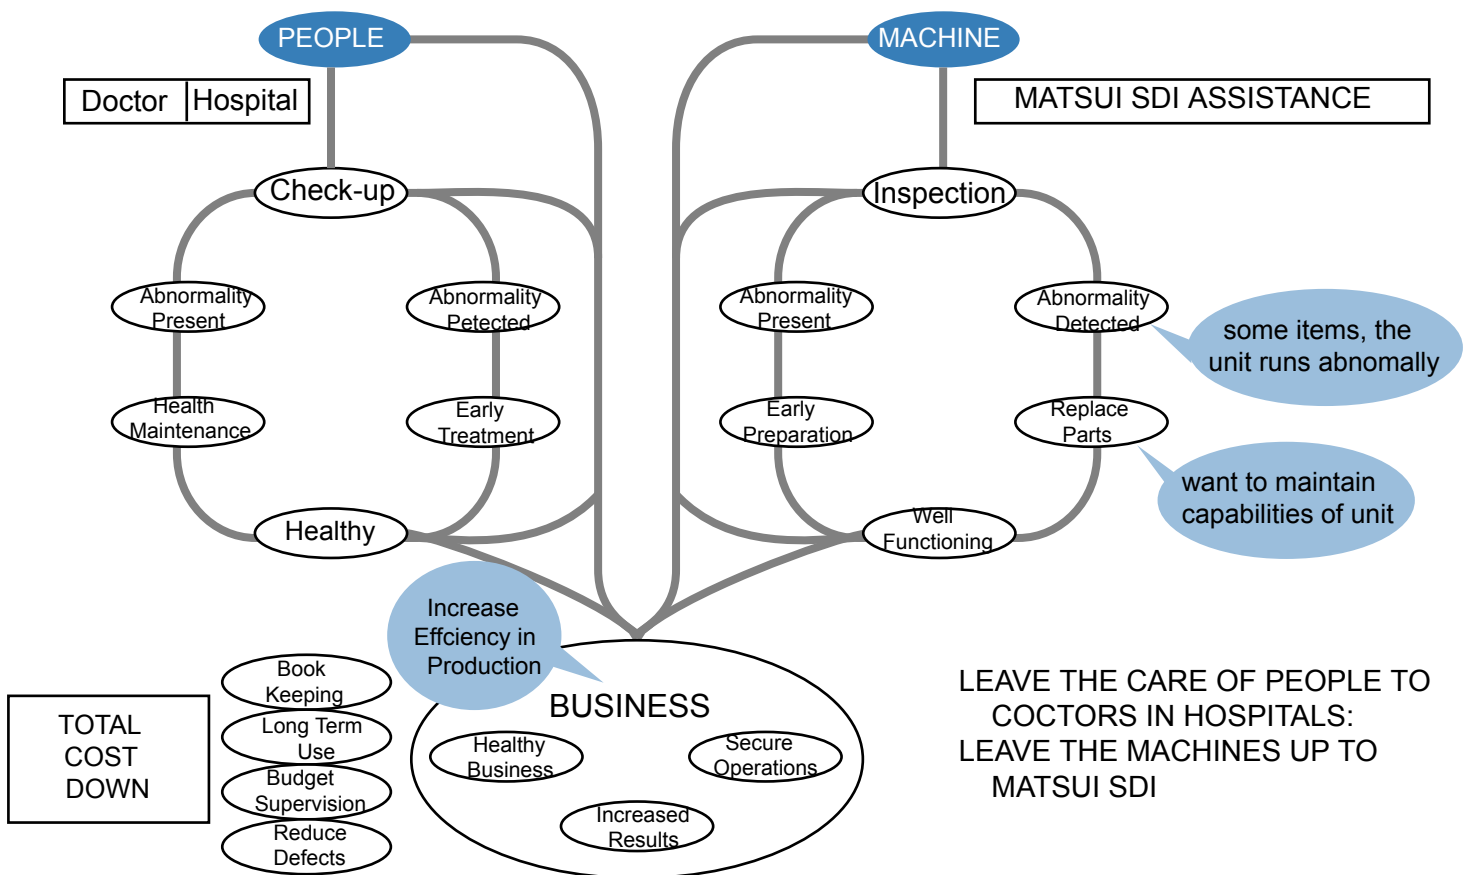 PEOPLE
MACHINE
Doctor
Hospital
MATSUI SDI ASSISTANCE
Check-up
Inspection
Abnormality
Present
Abnormality
Petected
Abnormality
Present
Abnormality
Detected
some items, the
unit runs abnomally
Health
Maintenance
Early
Treatment
Early
Preparation
Replace
Parts
want to maintain
capabilities of unit
Healthy
Well
Functioning
Increase
Effciency in
Production
Book
Keeping
Long Term
Use
Budget
Supervision
Reduce
Defects
TOTAL
COST
DOWN
BUSINESS
Healthy
Business
Secure
Operations
Increased
Results
LEAVE THE CARE OF PEOPLE TO
COCTORS IN HOSPITALS:
LEAVE THE MACHINES UP TO
MATSUI SDI